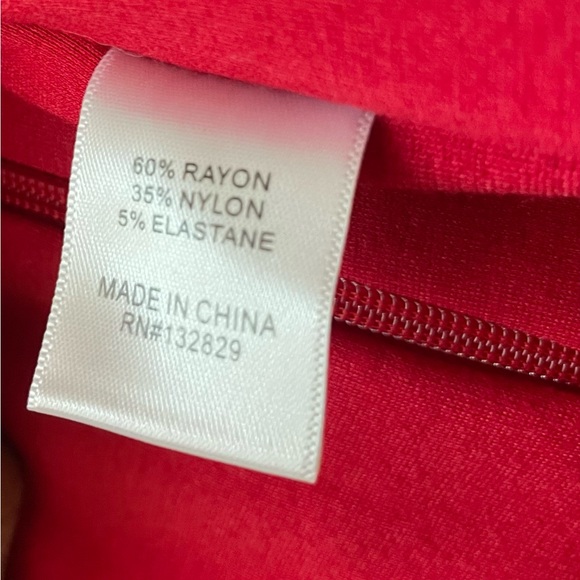 60% RAYON
35% NYLON
5% ELASTANE
MADE IN CHINA
RN#132829